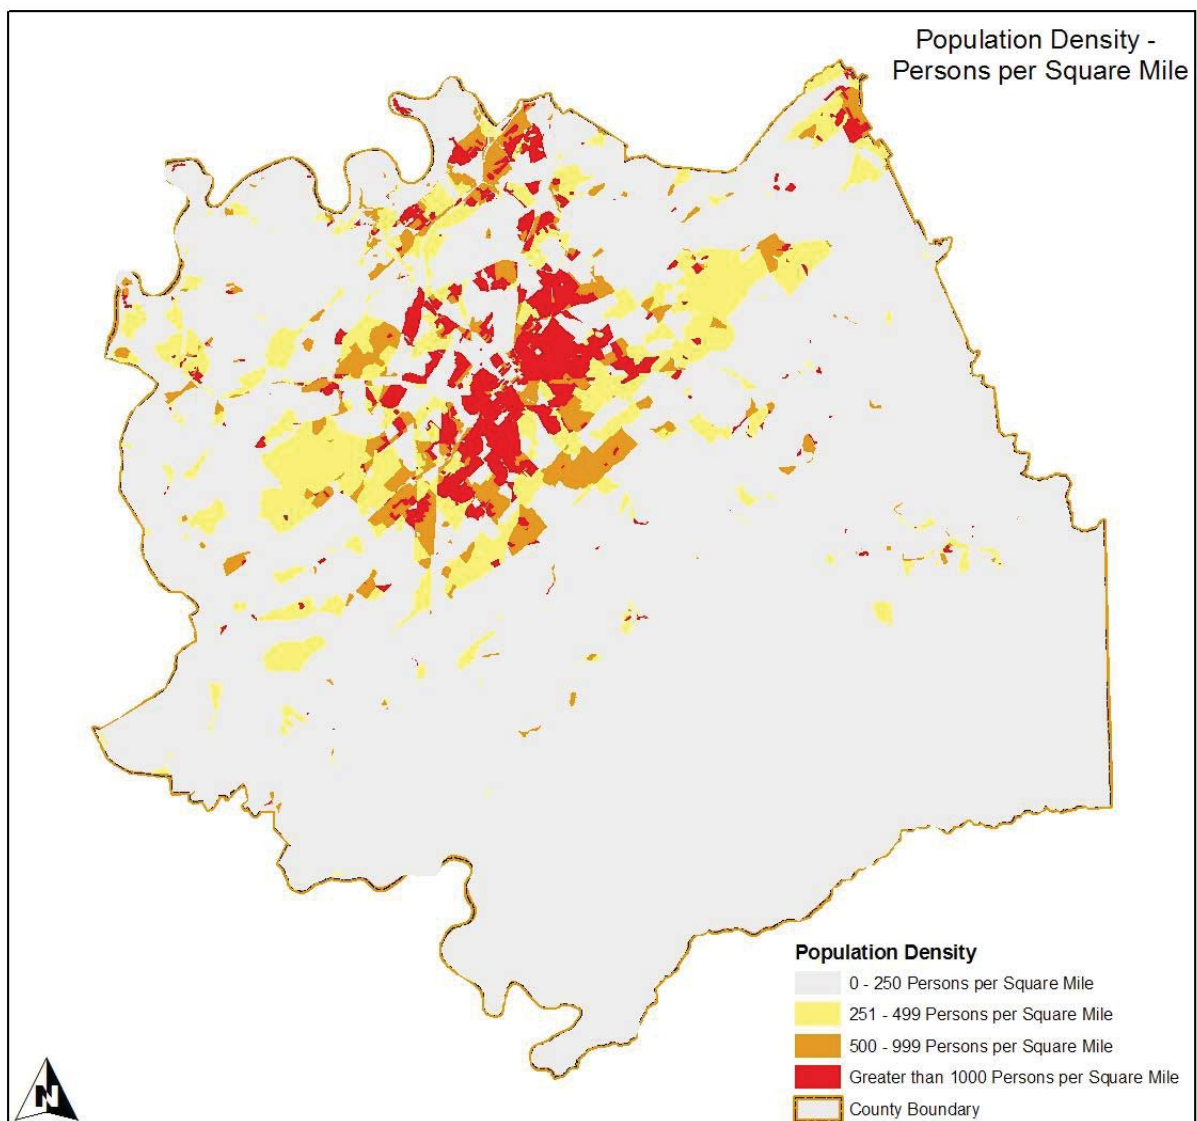 Population Density -
Persons per Square Mile
Population Density
0 - 250 Persons per Square Mile
251 - 499 Persons per Square Mile
500 - 999 Persons per Square Mile
Greater than 1000 Persons per Square Mile
County Boundary
N